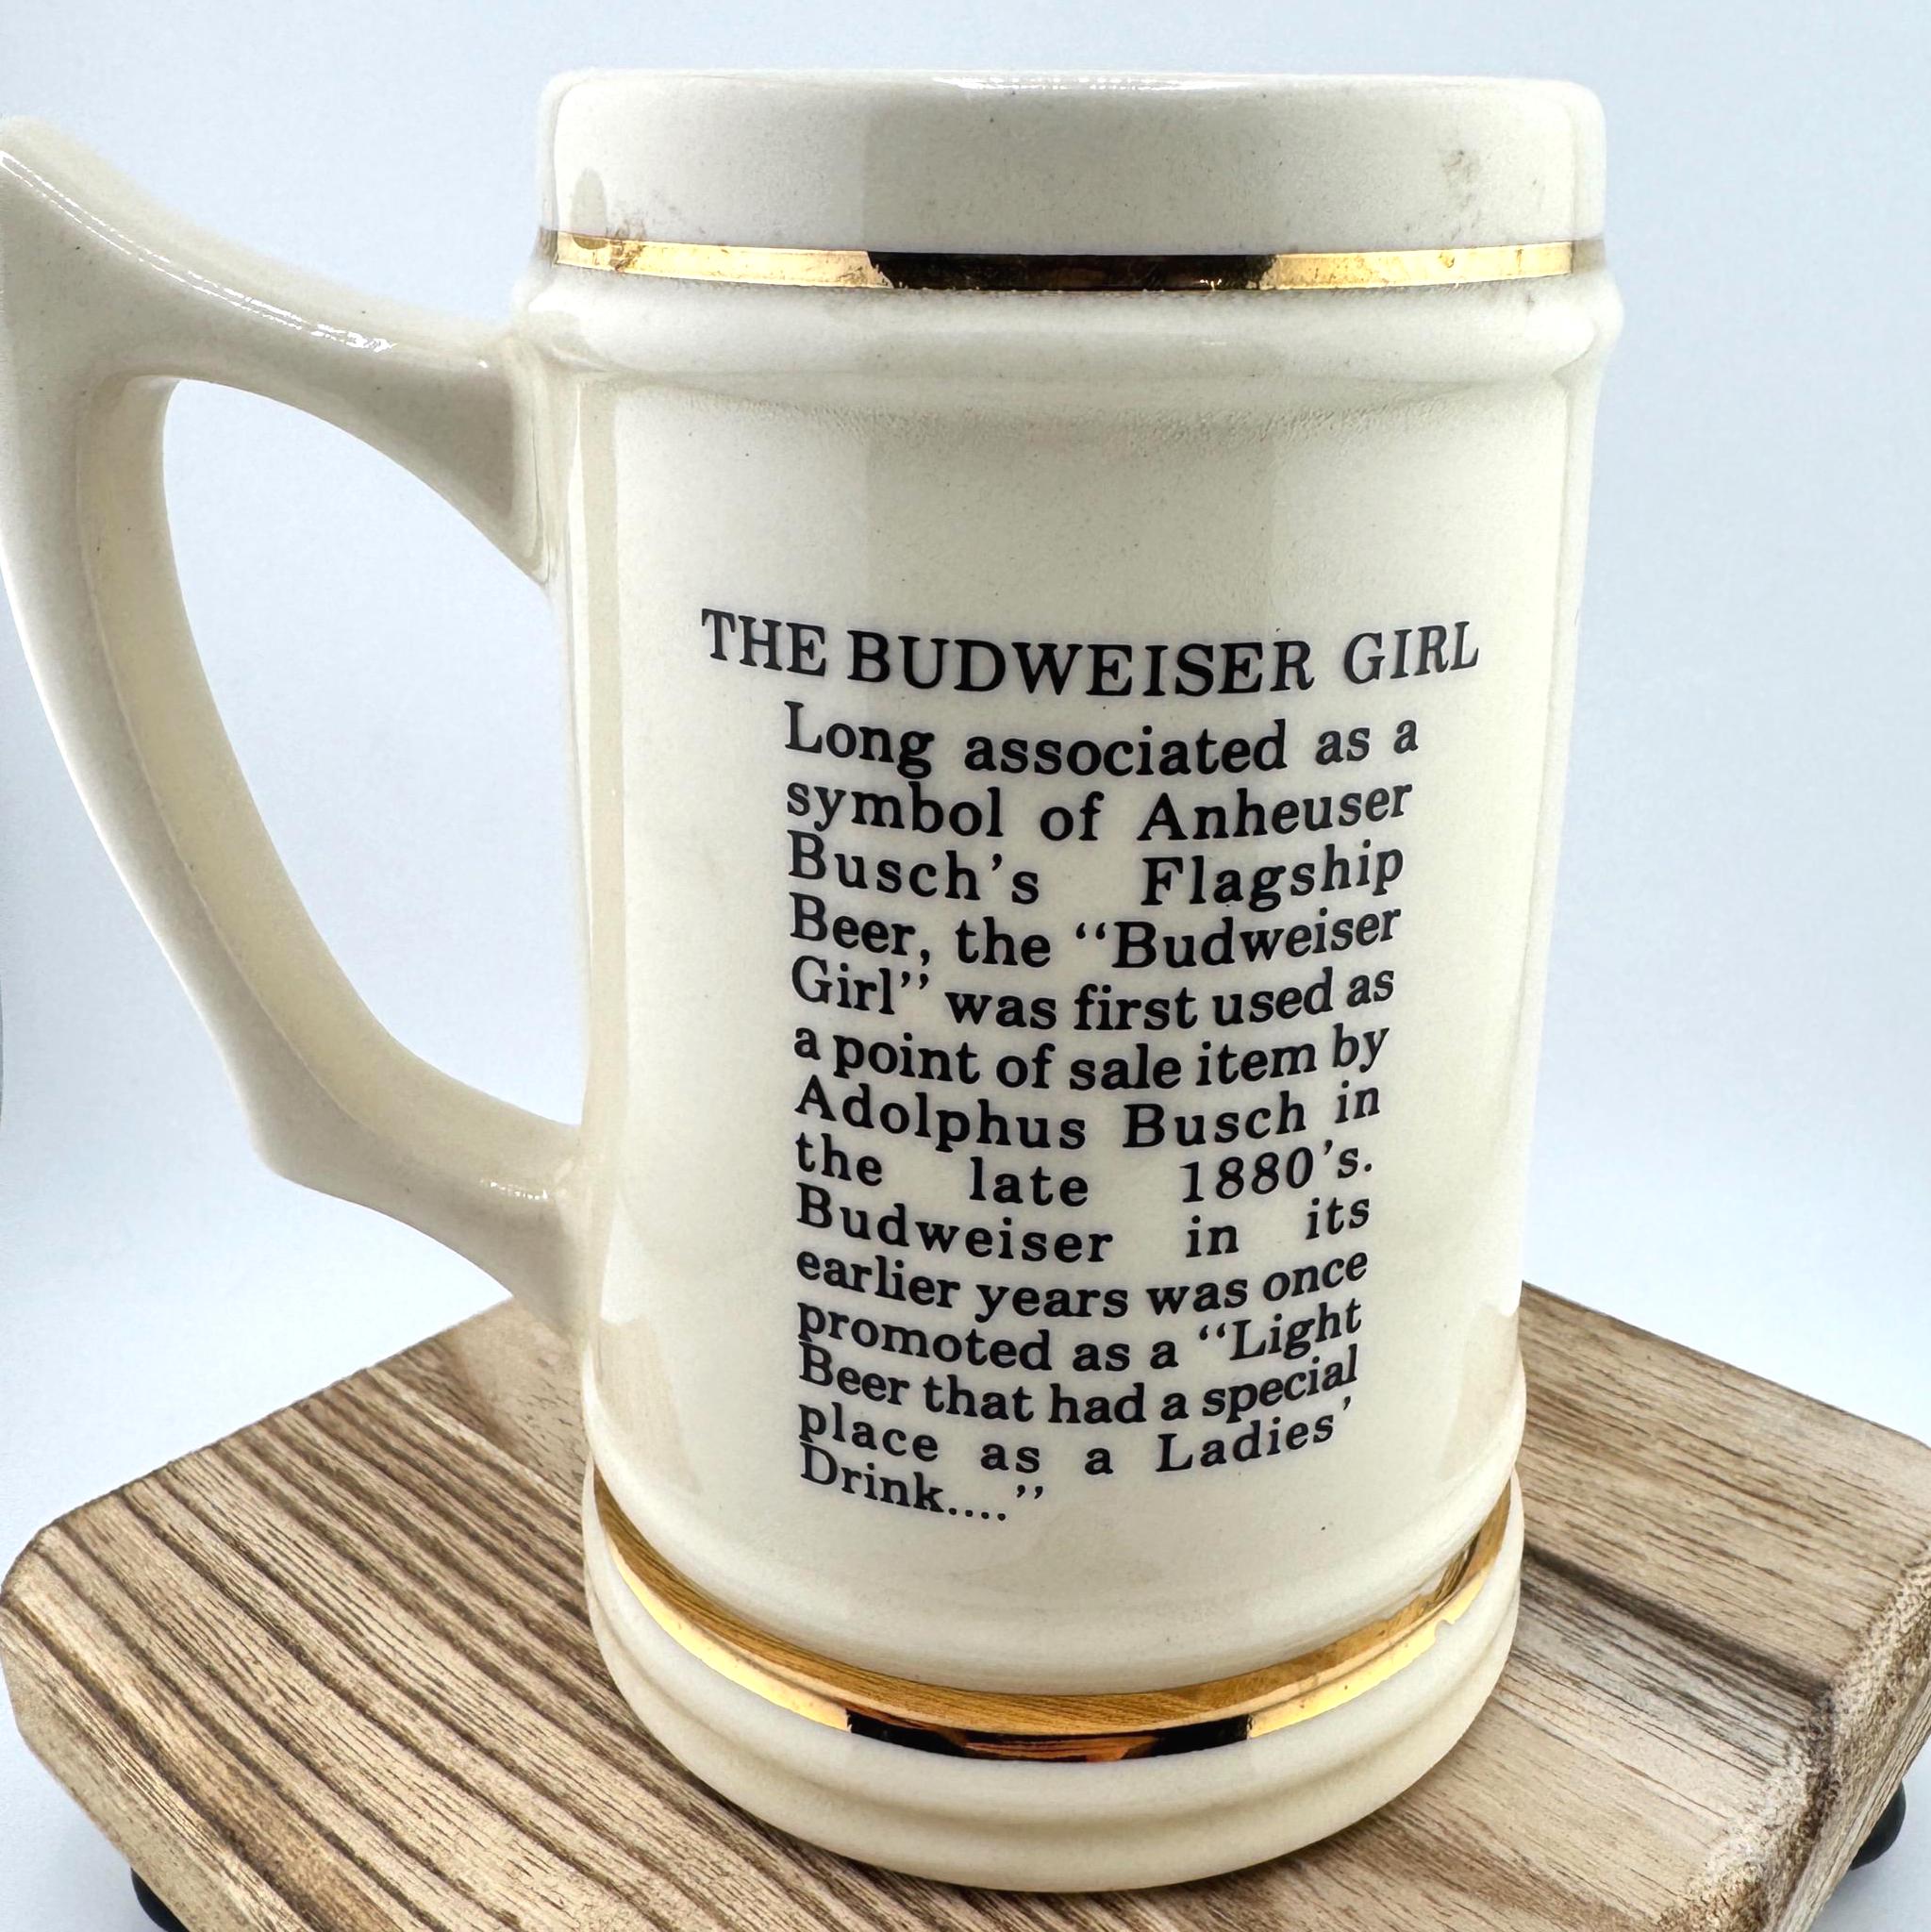 THE BUDWEISER GIRL
Long associated as a
symbol of Anheuser
Busch's Flagship
Beer, the "Budweiser
Girl" was first used as
a point of sale item by
Adolphus Busch in
the late 1880's.
Budweiser in its
earlier years was once
promoted as a "Light
Beer that had a special
place as a Ladies'
Drink...."